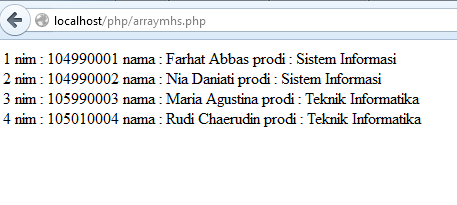 localhost/php/arraymhs.php
1 nim : 104990001 nama : Farhat Abbas prodi : Sistem Informasi
2 nim : 104990002 nama : Nia Daniati prodi : Sistem Informasi
3 nim : 105990003 nama : Maria Agustina prodi : Teknik Informatika
4 nim : 105010004 nama : Rudi Chaerudin prodi : Teknik Informatika